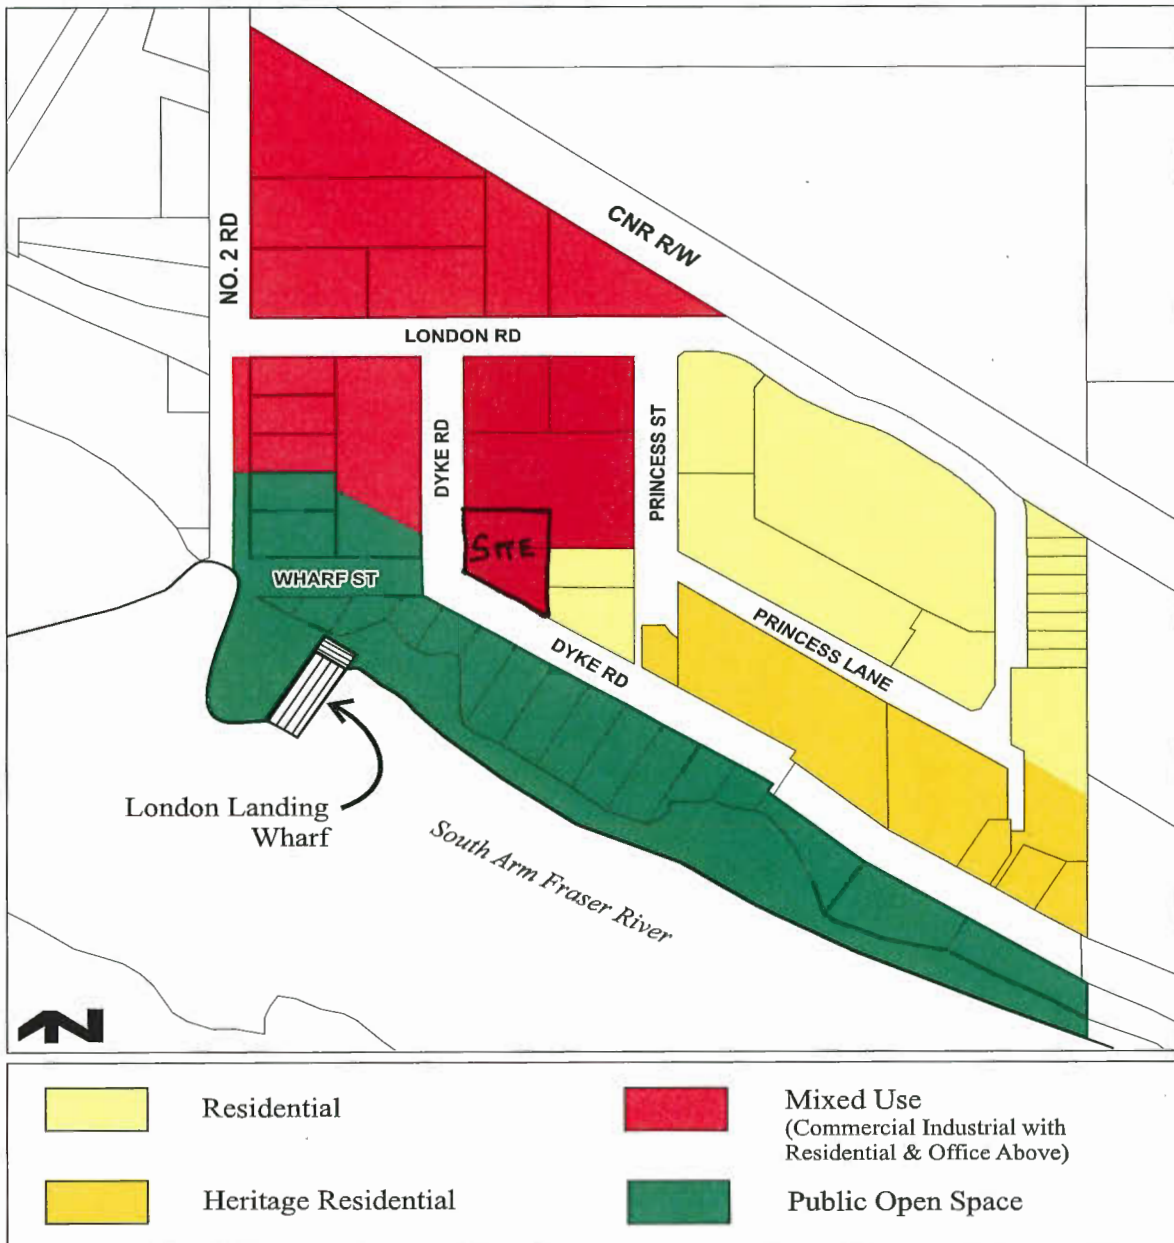 CNR R/W
NO. 2 RD
LONDON RD
DYKE RD
PRINCESS ST
SITE
WHARF ST
DYKE RD
PRINCESS LANE
London Landing
Wharf
South Arm Fraser River
N
Residential
Mixed Use
(Commercial Industrial with
Residential & Office Above)
Heritage Residential
Public Open Space